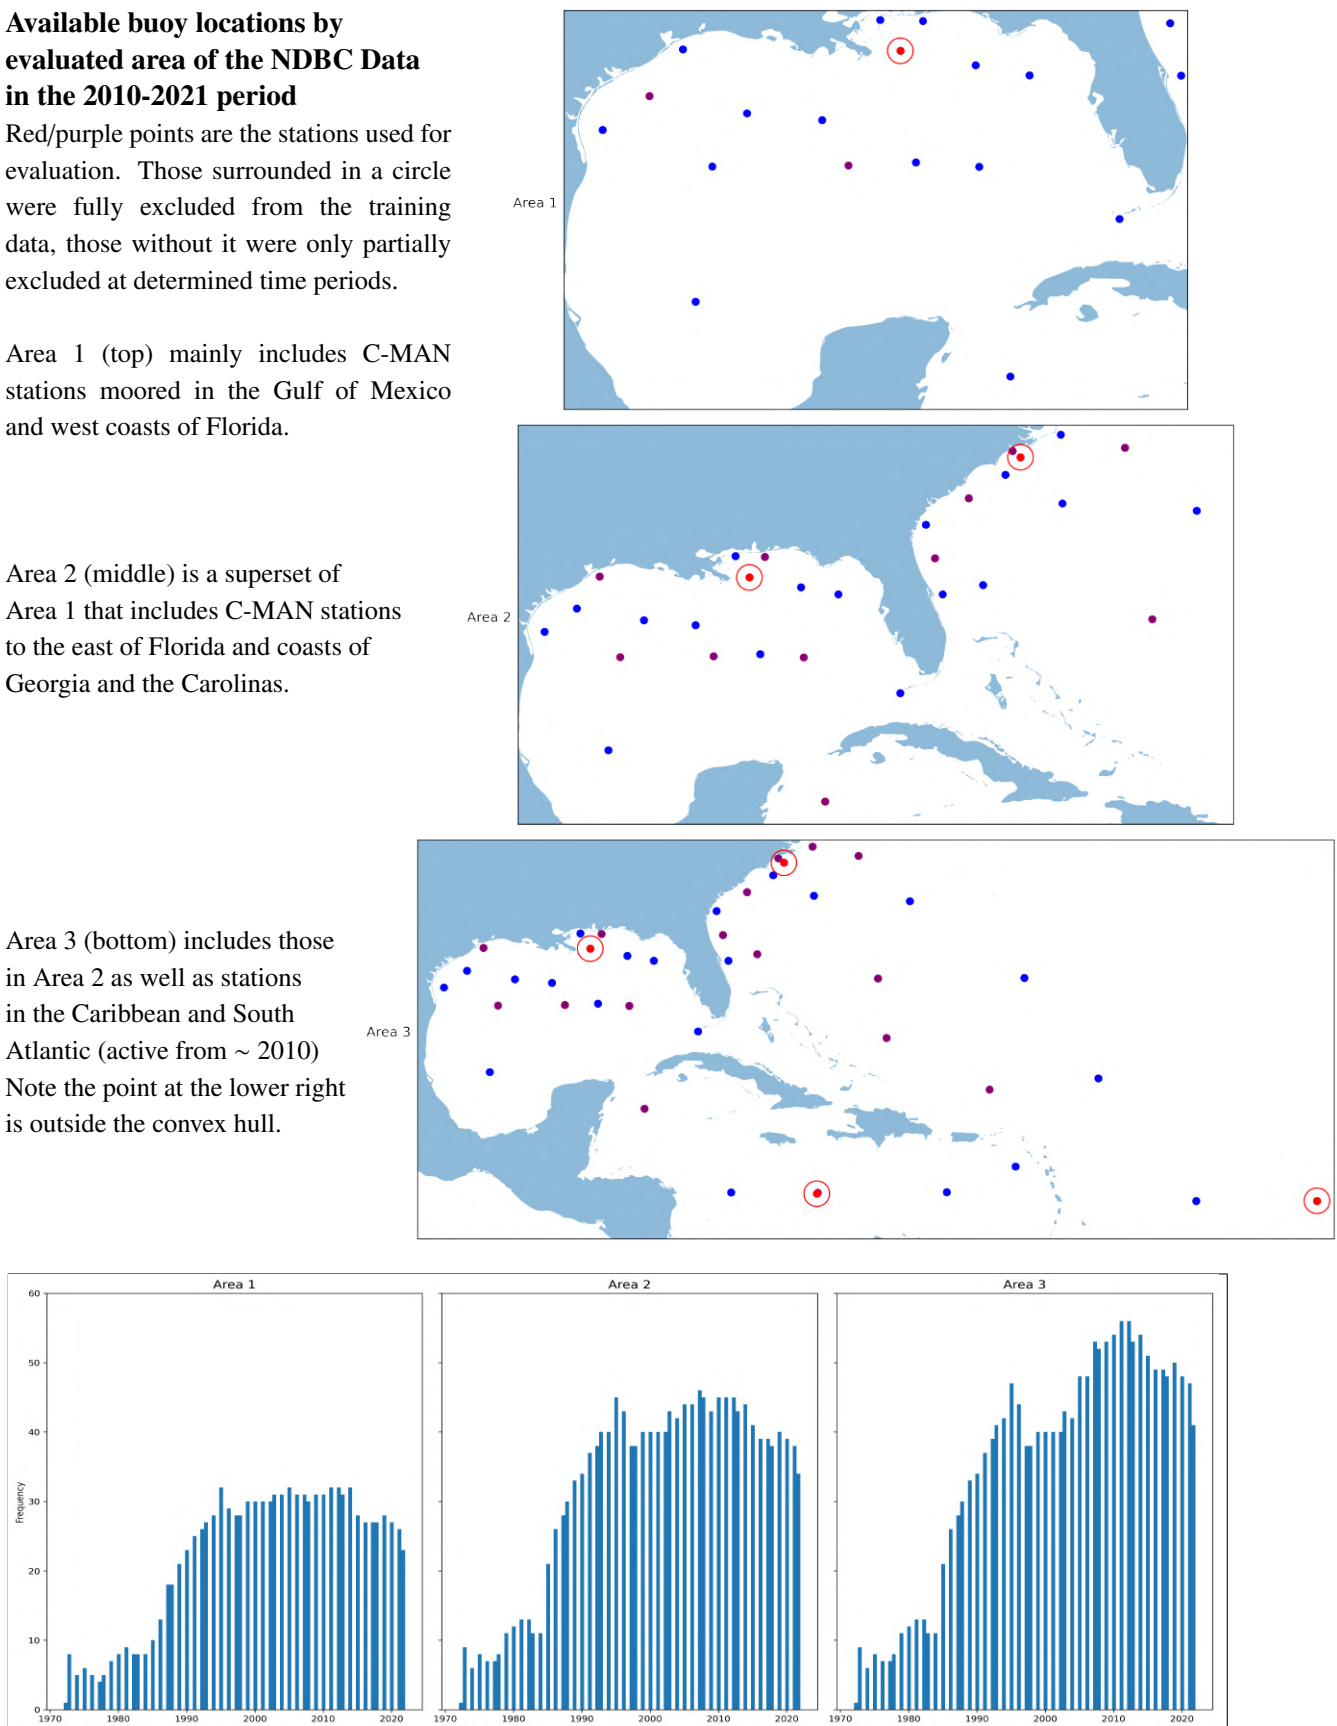 Available buoy locations by
evaluated area of the NDBC Data
in the 2010-2021 period
Red/purple points are the stations used for
evaluation. Those surrounded in a circle
were fully excluded from the training
data, those without it were only partially
excluded at determined time periods.
Area 1 (top) mainly includes C-MAN
stations moored in the Gulf of Mexico
and west coasts of Florida.
Area 1
Area 2 (middle) is a superset of
Area 1 that includes C-MAN stations
to the east of Florida and coasts of
Georgia and the Carolinas.
Area 2
Area 3 (bottom) includes those
in Area 2 as well as stations
in the Caribbean and South
Atlantic (active from ∼ 2010)
Note the point at the lower right
is outside the convex hull.
Area 3
Area 1 Area 2 Area 3
60
50
40
30
20
10
0
Frequency
1970 1980 1990 2000 2010 2020 1970 1980 1990 2000 2010 2020 1970 1980 1990 2000 2010 2020